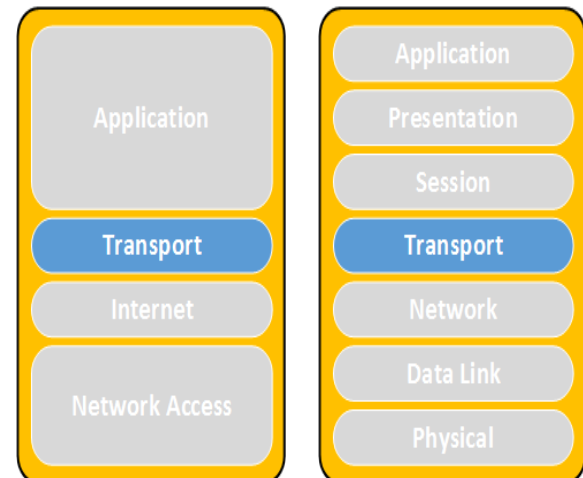 Application
Transport
Internet
Network Access
Application
Presentation
Session
Transport
Network
Data Link
Physical